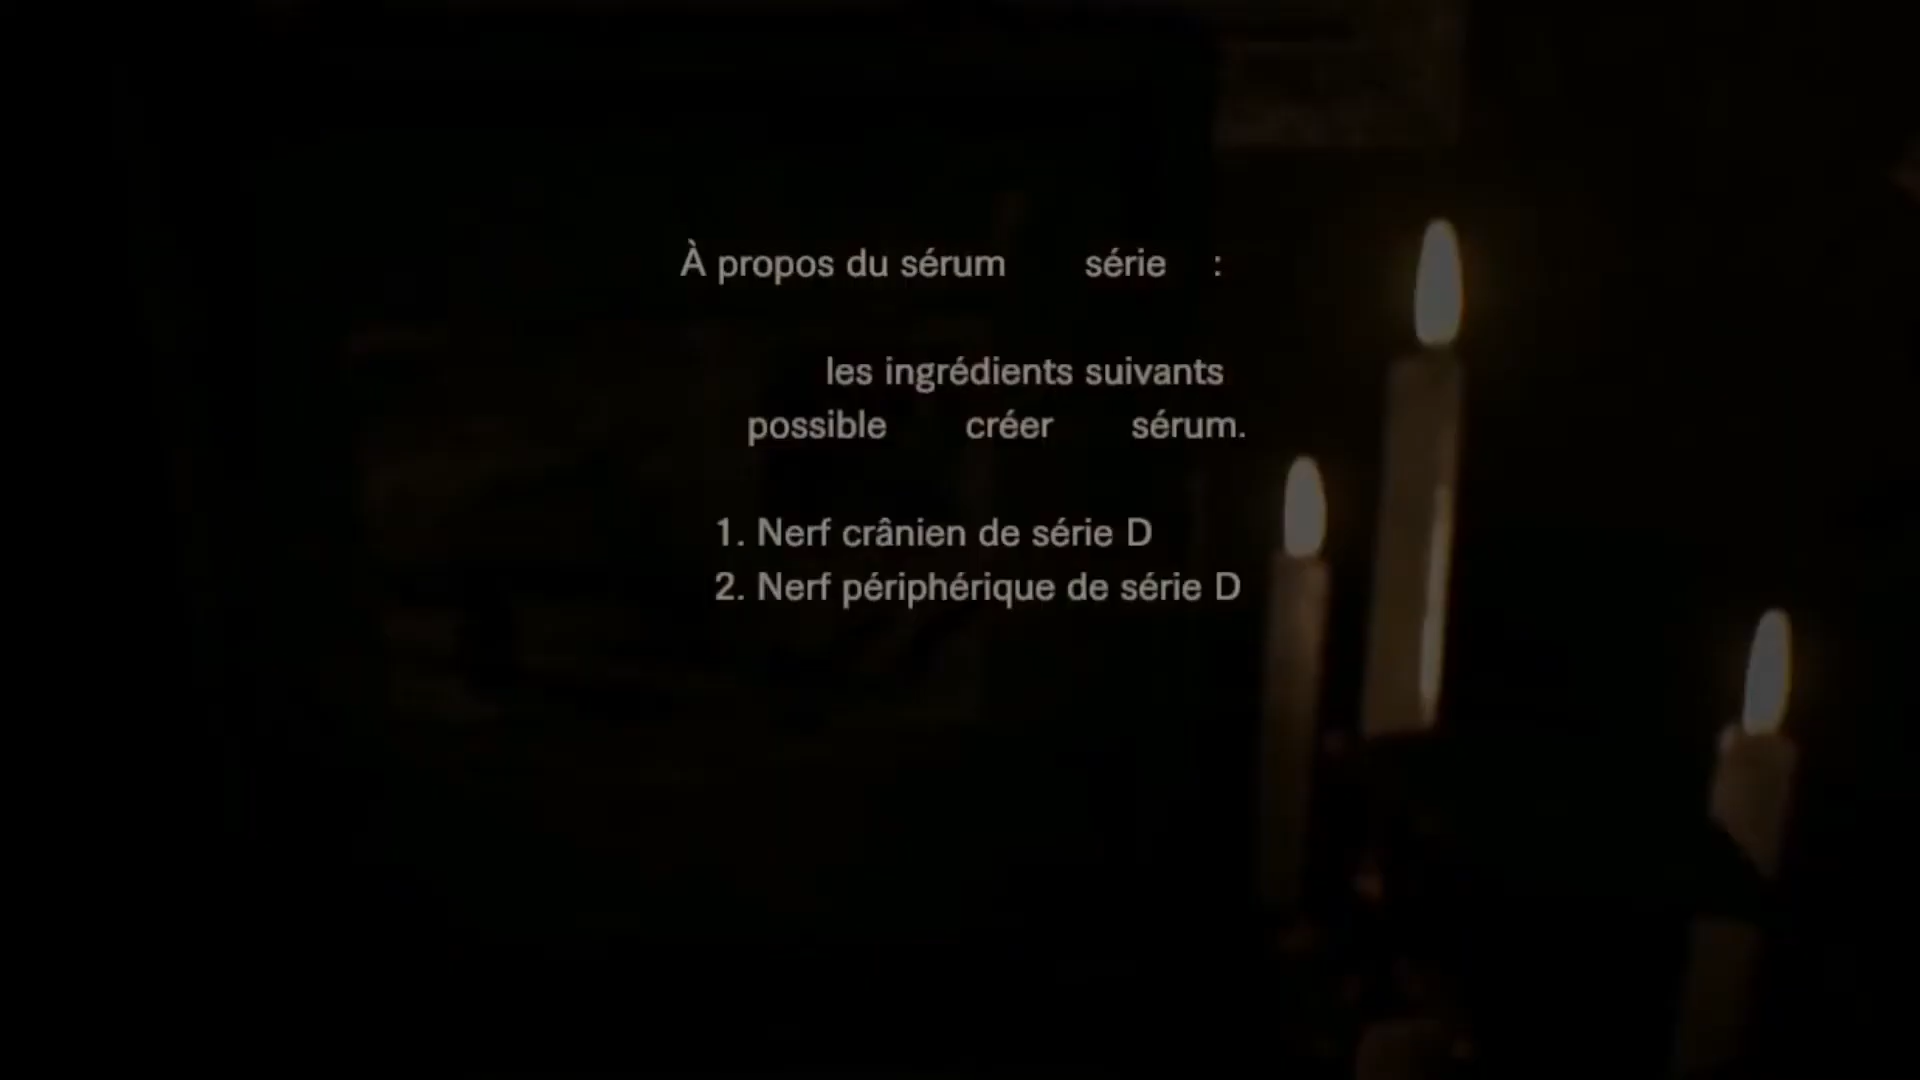 À propos du sérum série :
les ingrédients suivants
possible créer sérum.
1. Nerf crânien de série D
2. Nerf périphérique de série D